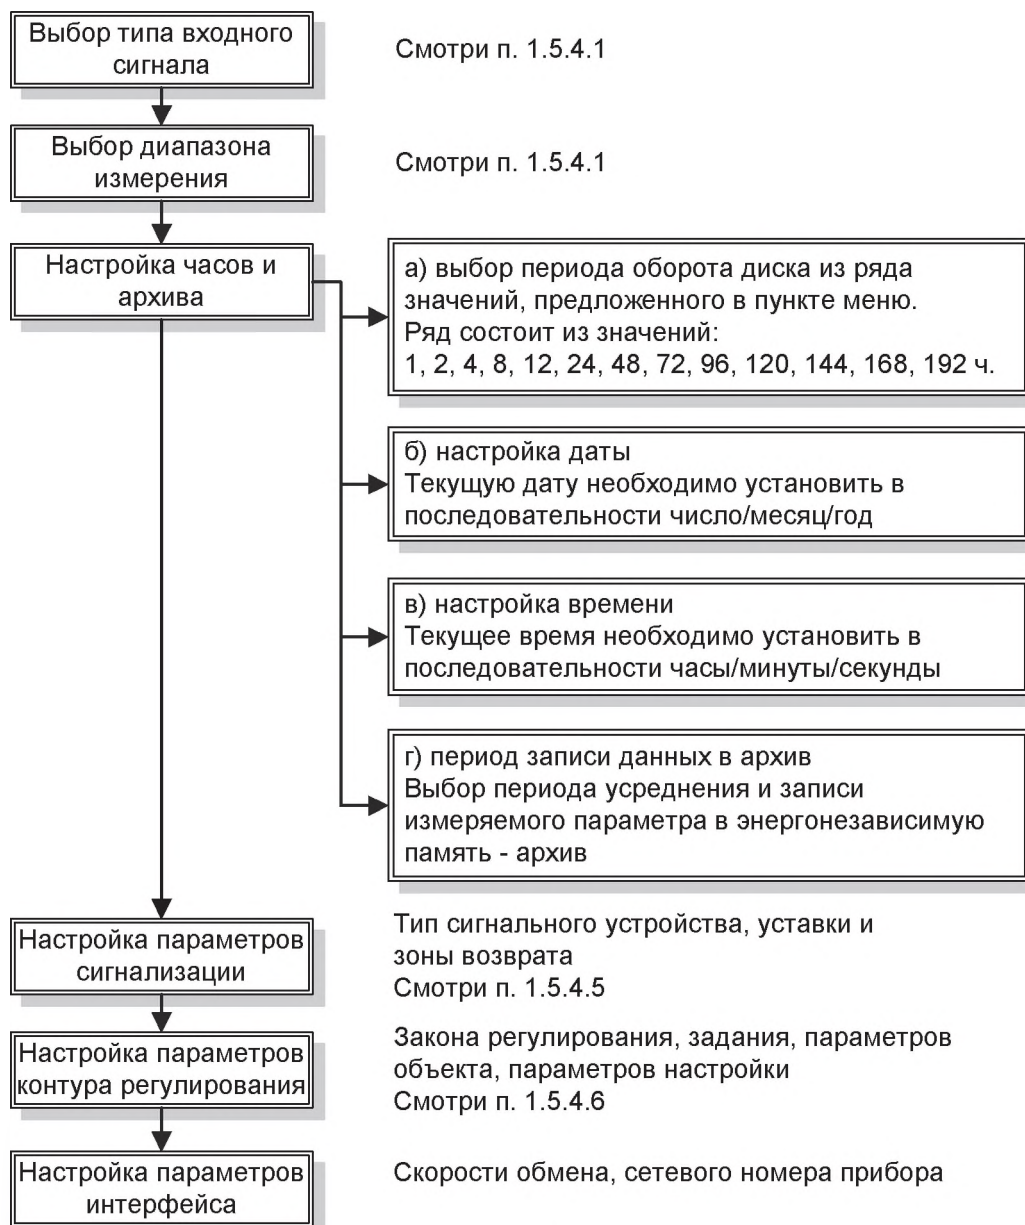 Выбор типа входного
сигнала
Смотри п. 1.5.4.1
Выбор диапазона
измерения
Смотри п. 1.5.4.1
Настройка часов и
архива
а) выбор периода оборота диска из ряда
значений, предложенного в пункте меню.
Ряд состоит из значений:
1, 2, 4, 8, 12, 24, 48, 72, 96, 120, 144, 168, 192 ч.
б) настройка даты
Текущую дату необходимо установить в
последовательности число/месяц/год
в) настройка времени
Текущее время необходимо установить в
последовательности часы/минуты/секунды
г) период записи данных в архив
Выбор периода усреднения и записи
измеряемого параметра в энергонезависимую
память - архив
Настройка параметров
сигнализации
Тип сигнального устройства, уставки и
зоны возврата
Смотри п. 1.5.4.5
Настройка параметров
контура регулирования
Закона регулирования, задания, параметров
объекта, параметров настройки
Смотри п. 1.5.4.6
Настройка параметров
интерфейса
Скорости обмена, сетевого номера прибора